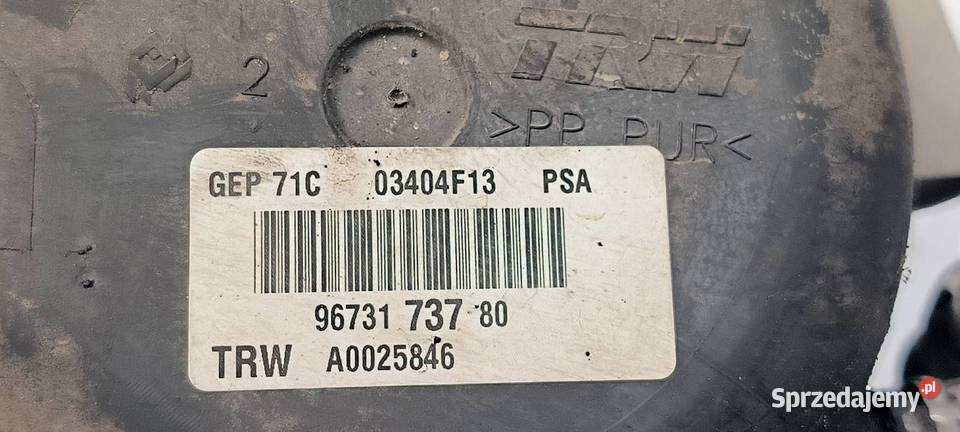 2
TRW
>PP PUR<
GEP 71C 03404F13 PSA
96731 737 80
TRW A0025846
Sprzedajemy.pl